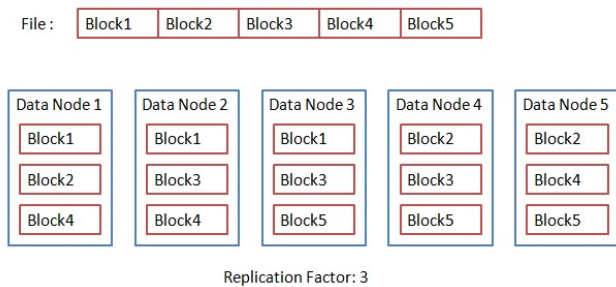 File : Block1 Block2 Block3 Block4 Block5
Data Node 1 Data Node 2 Data Node 3 Data Node 4 Data Node 5
Block1 Block1 Block1 Block2 Block2
Block2 Block3 Block3 Block3 Block4
Block4 Block4 Block5 Block5 Block5
Replication Factor: 3